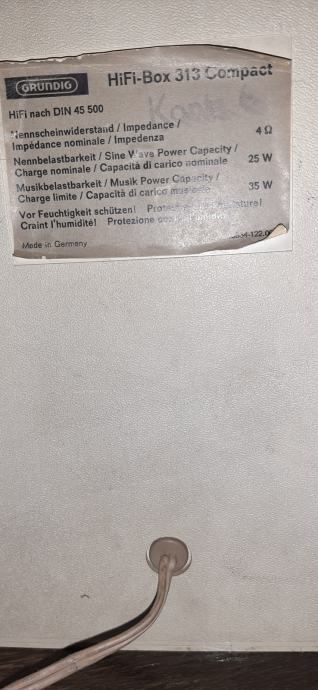 GRUNDIG HiFi-Box 313 Compact
HiFi nach DIN 45 500
Nennscheinwiderstand / Impedance /
Impédance nominale / Impedenza 4 Ω
Nennbelastbarkeit / Sine Wave Power Capacity /
Charge nominale / Capacità di carico nominale 25 W
Musikbelastbarkeit / Musik Power Capacity /
Charge limite / Capacità di carico musicale 35 W
Vor Feuchtigkeit schützen!
Craint l'humidité! Protezione
Made in Germany